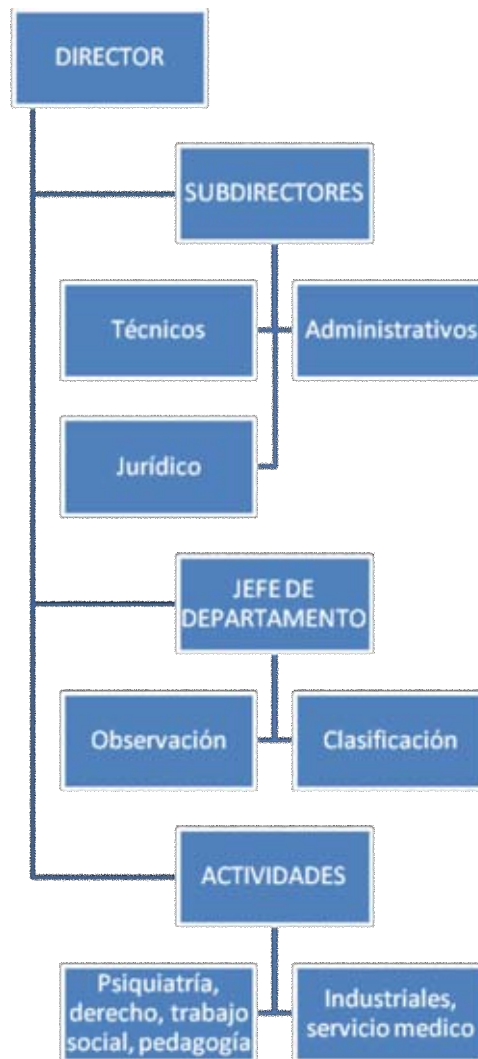 DIRECTOR
SUBDIRECTORES
Técnicos
Administrativos
Jurídico
JEFE DE
DEPARTAMENTO
Observación
Clasificación
ACTIVIDADES
Psiquiatría,
derecho, trabajo
social, pedagogía
Industriales,
servicio medico